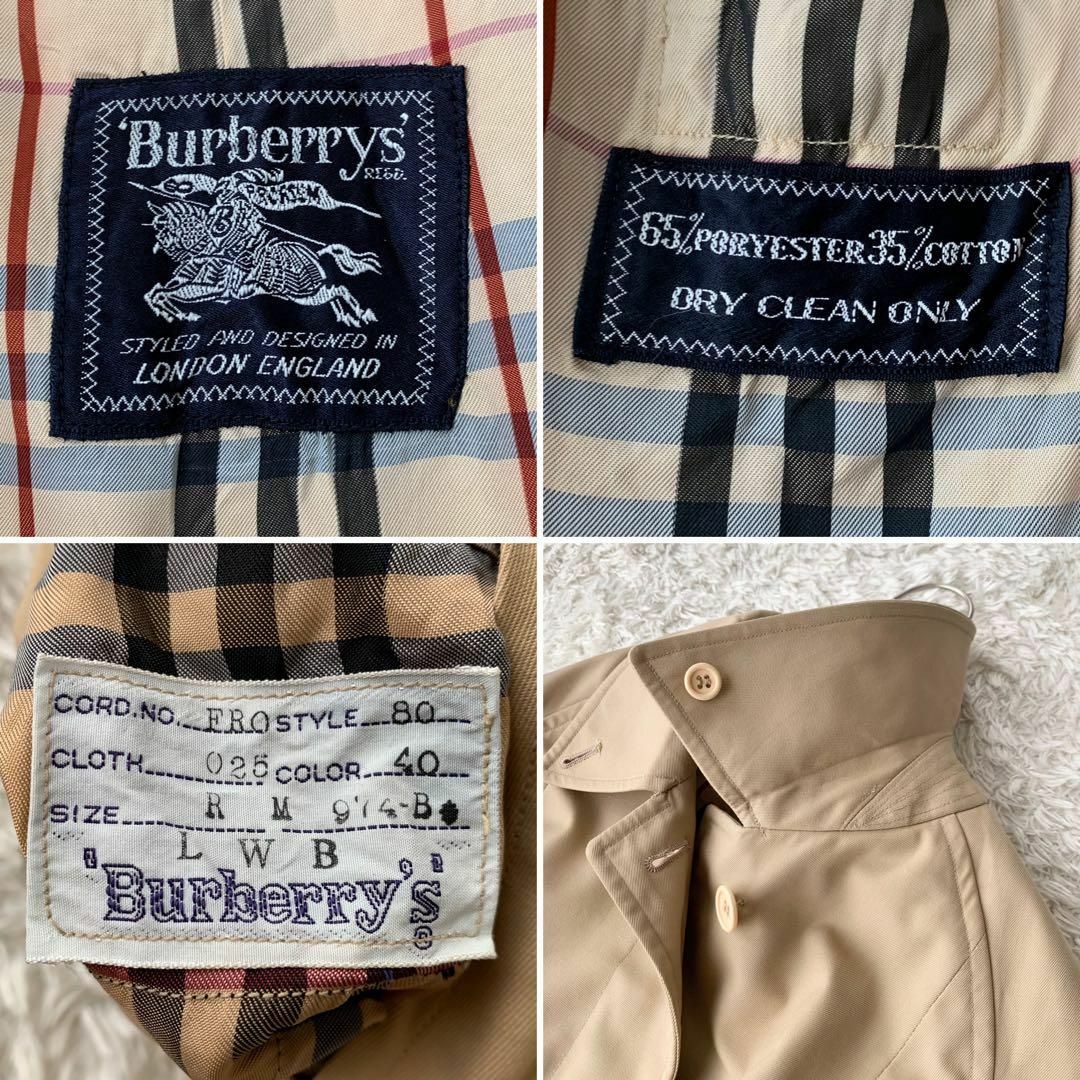 'Burberrys'
REGD.
PRORSUM
STYLED AND DESIGNED IN
LONDON ENGLAND
65%PORYESTER35%COTTON
DRY CLEAN ONLY
CORD.NO. FRO STYLE 80
CLOTH 025 COLOR 40
SIZE R M 974-B
L W B
'Burberry's'